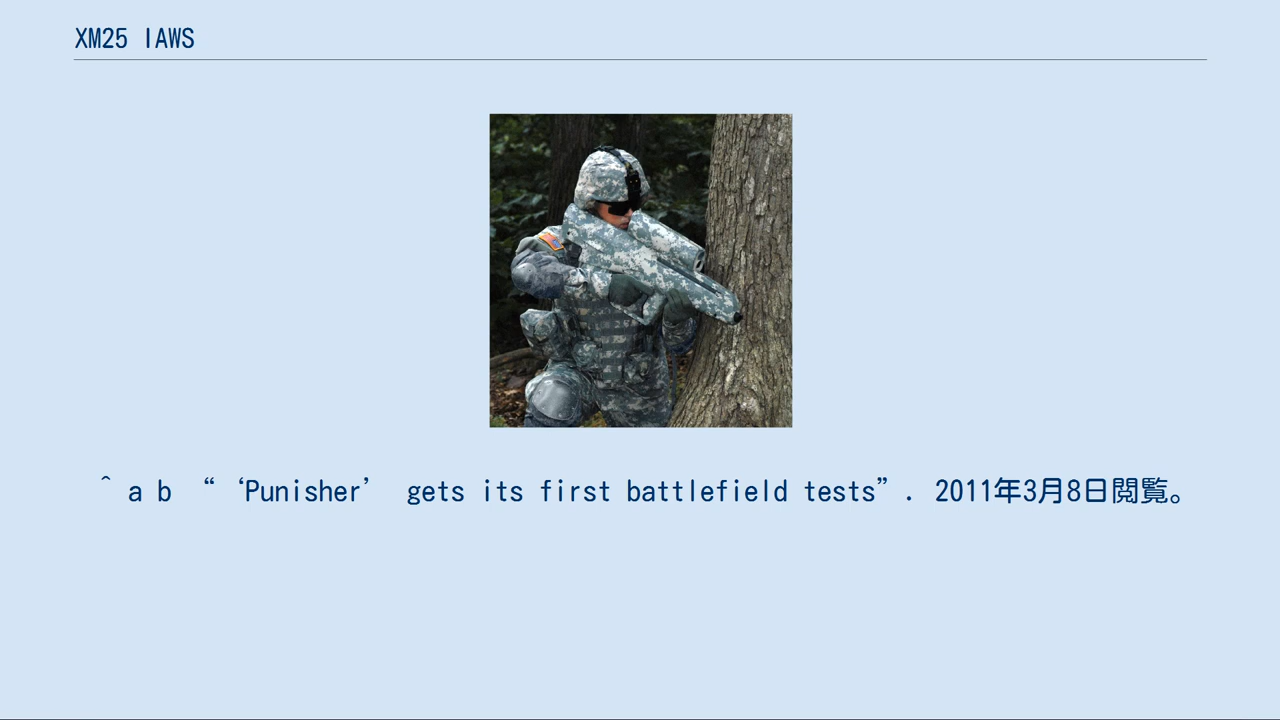 XM25 IAWS
^ a b “‘Punisher’ gets its first battlefield tests”. 2011年3月8日閲覧。